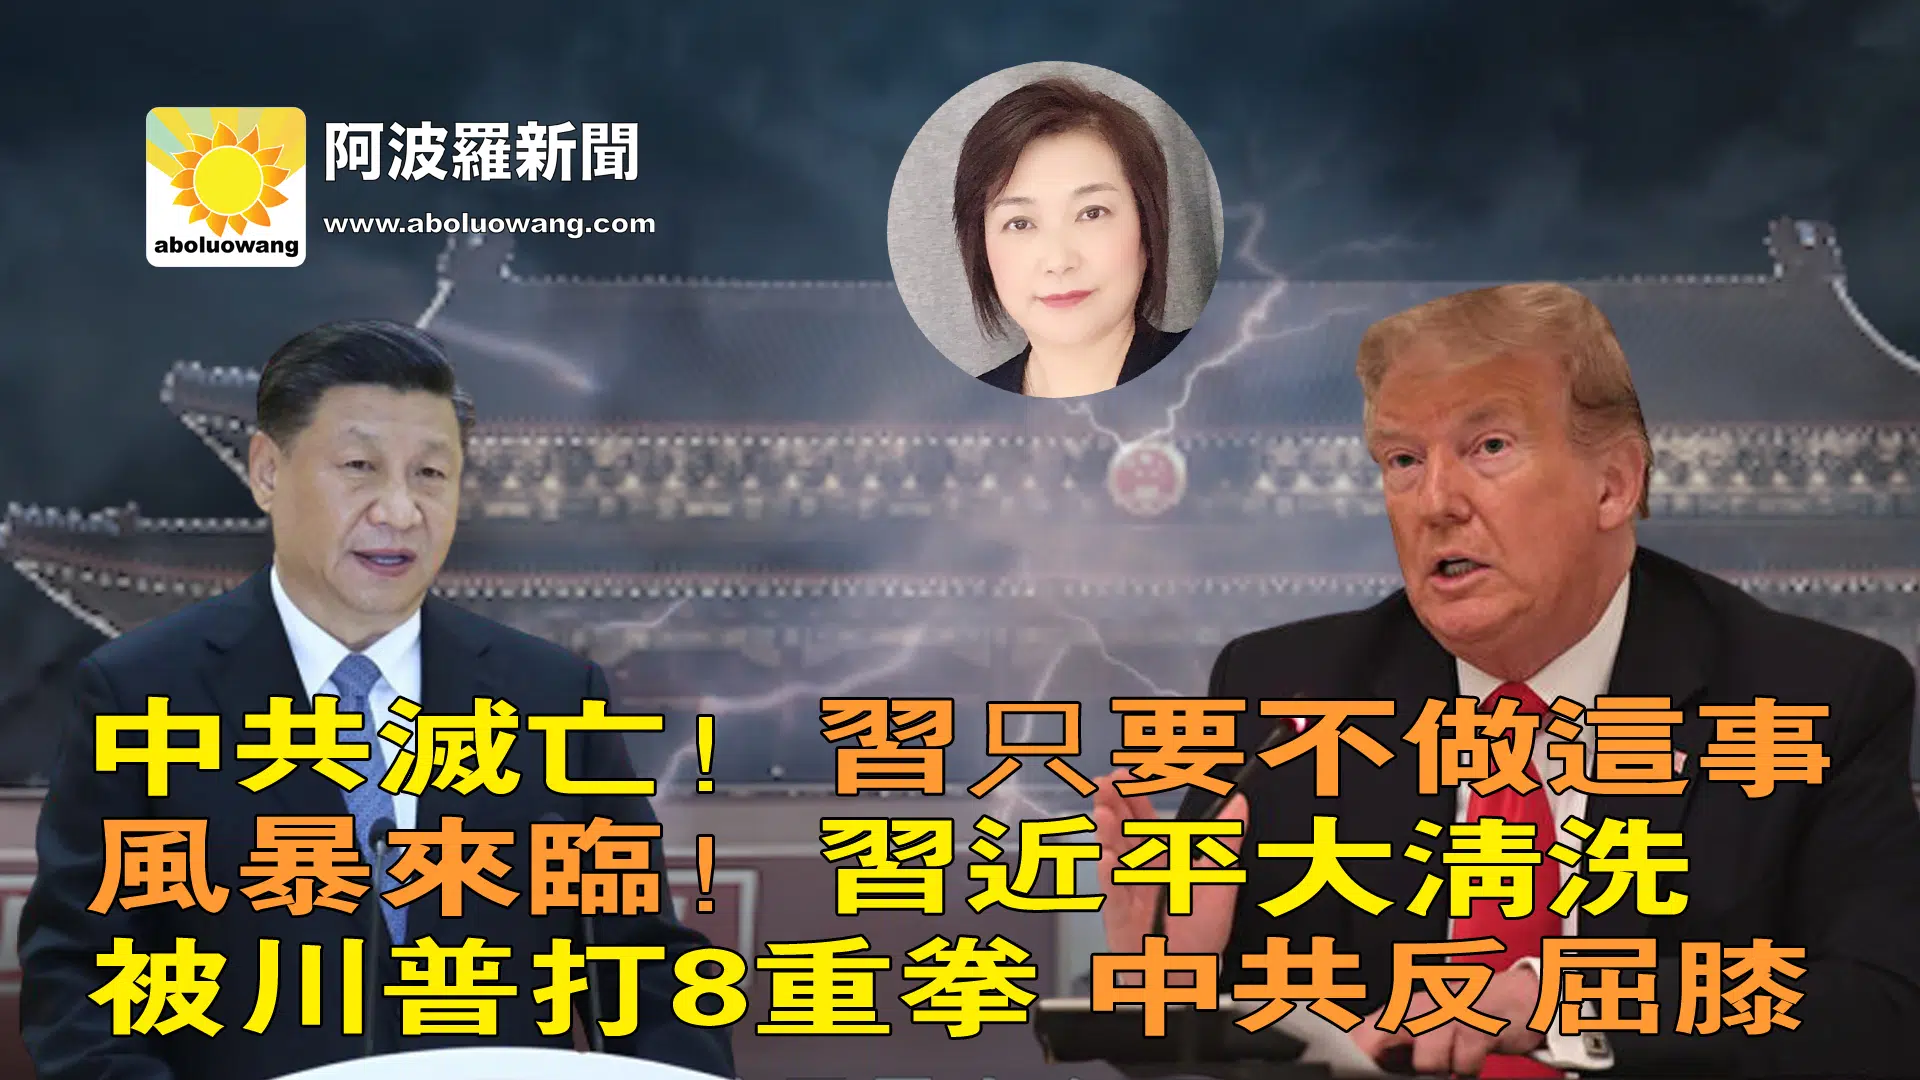 阿波羅新聞
www.aboluowang.com
aboluowang
中共滅亡！ 習只要不做這事
風暴來臨！ 習近平大清洗
被川普打8重拳 中共反屈膝